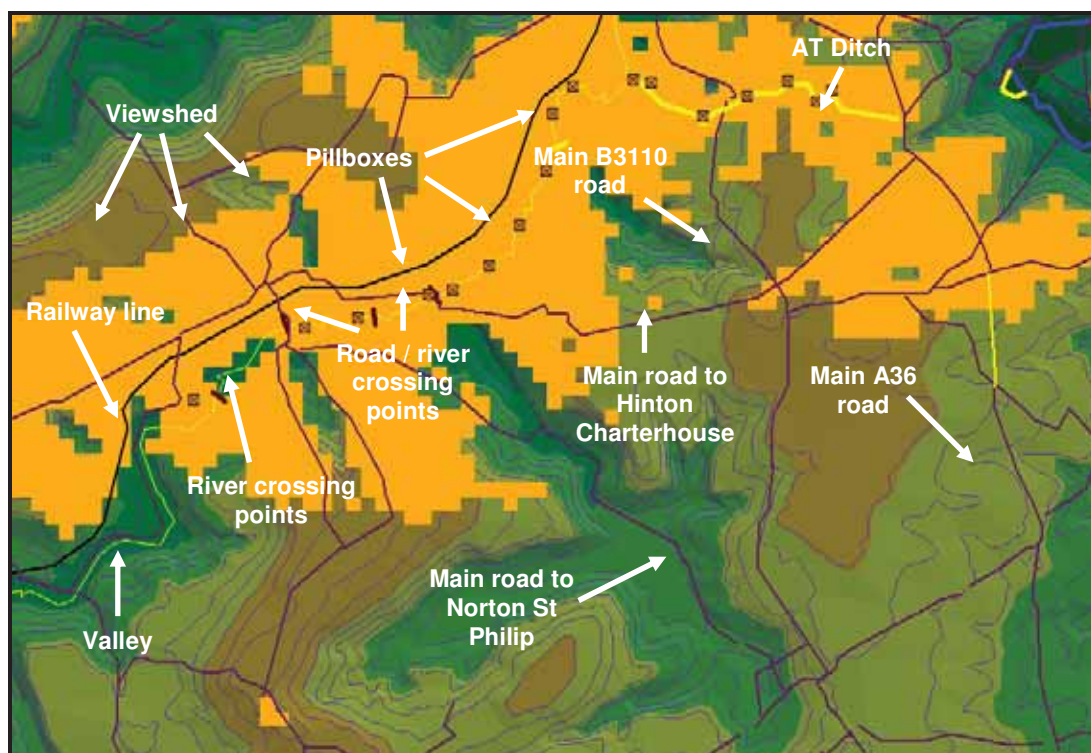 AT Ditch
Viewshed
Pillboxes
Main B3110
road
Railway line
Road / river
crossing
points
Main road to
Hinton
Charterhouse
Main A36
road
River crossing
points
Main road to
Norton St
Philip
Valley